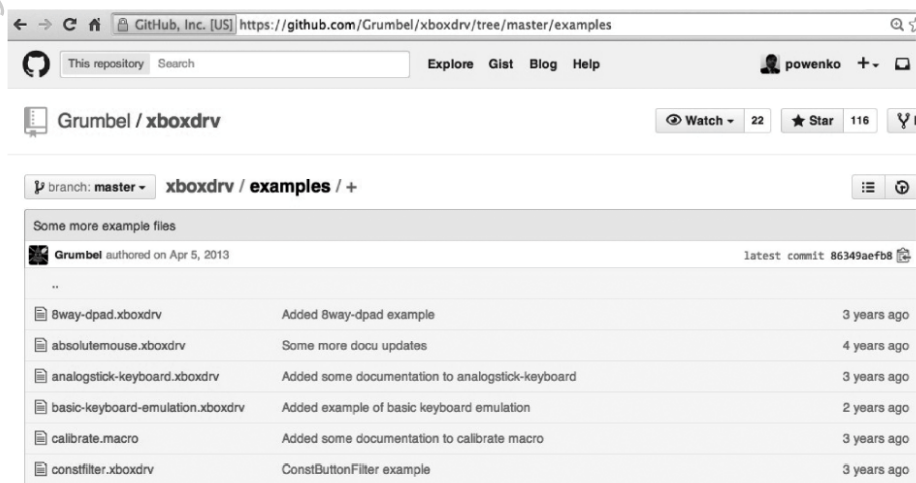 GitHub, Inc. [US] https://github.com/Grumbel/xboxdrv/tree/master/examples
This repository Search Explore Gist Blog Help powenko +
Grumbel / xboxdrv Watch 22 Star 116
branch: master xboxdrv / examples / +
Some more example files
Grumbel authored on Apr 5, 2013 latest commit 86349aefb8
..
8way-dpad.xboxdrv Added 8way-dpad example 3 years ago
absolutemouse.xboxdrv Some more docu updates 4 years ago
analogstick-keyboard.xboxdrv Added some documentation to analogstick-keyboard 3 years ago
basic-keyboard-emulation.xboxdrv Added example of basic keyboard emulation 2 years ago
calibrate.macro Added some documentation to calibrate macro 3 years ago
constfilter.xboxdrv ConstButtonFilter example 3 years ago